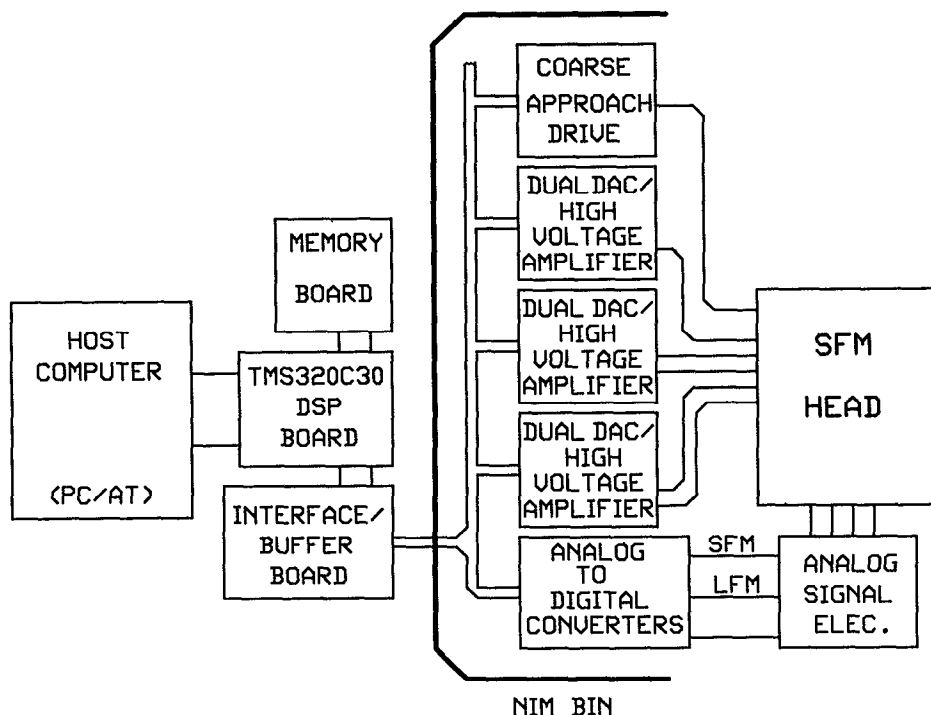 HOST
COMPUTER
(PC/AT)
MEMORY
BOARD
TMS320C30
DSP
BOARD
INTERFACE/
BUFFER
BOARD
COARSE
APPROACH
DRIVE
DUAL DAC/
HIGH
VOLTAGE
AMPLIFIER
DUAL DAC/
HIGH
VOLTAGE
AMPLIFIER
DUAL DAC/
HIGH
VOLTAGE
AMPLIFIER
ANALOG
TO
DIGITAL
CONVERTERS
SFM
LFM
SFM
HEAD
ANALOG
SIGNAL
ELEC.
NIM BIN